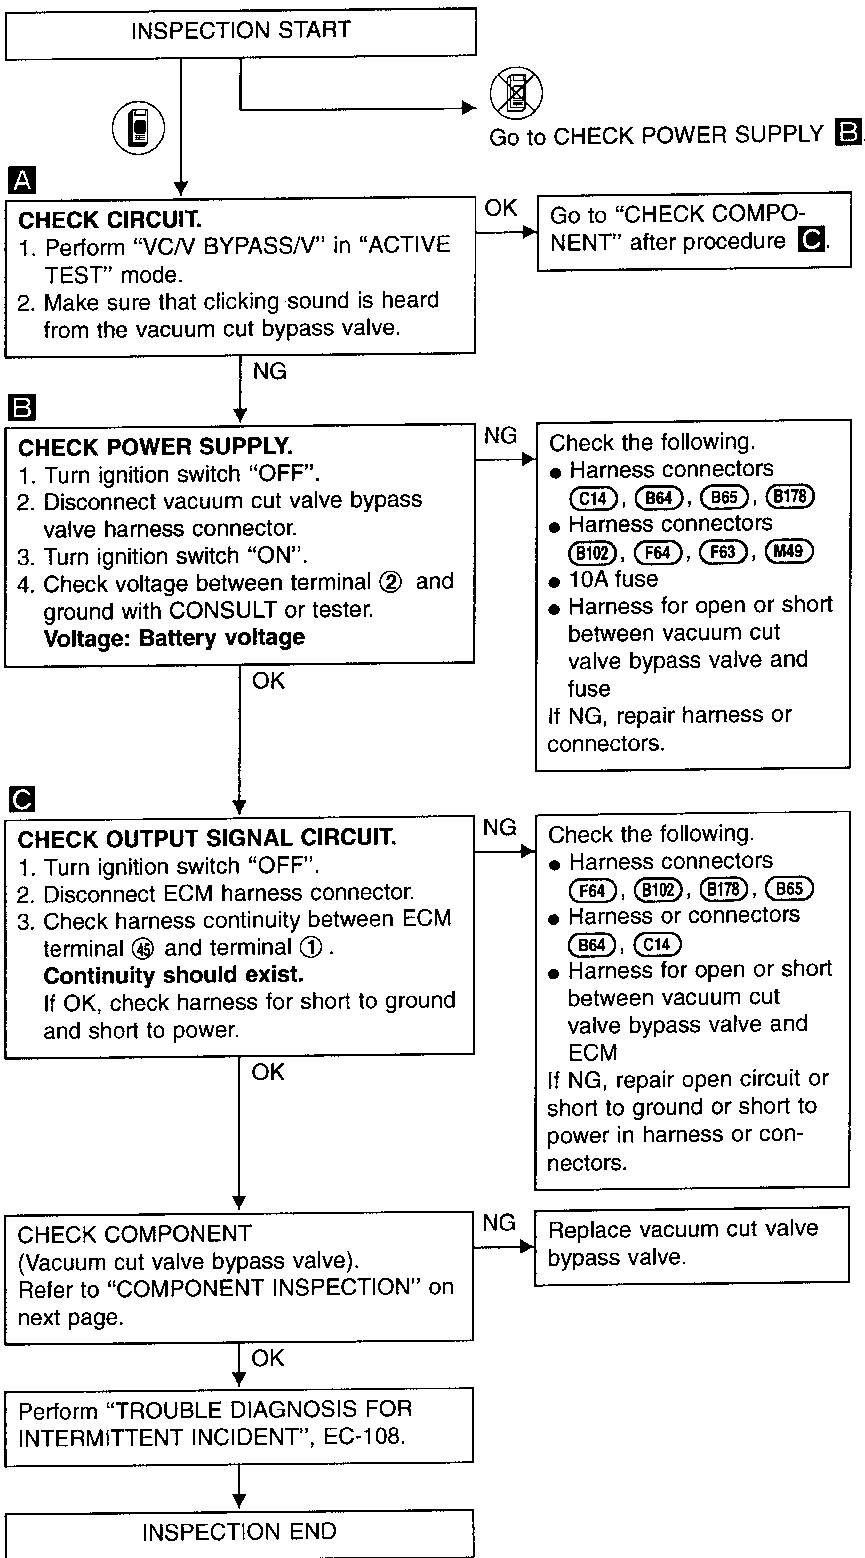 INSPECTION START
Go to CHECK POWER SUPPLY B.
A
CHECK CIRCUIT.
1. Perform “VC/V BYPASS/V” in “ACTIVE
TEST” mode.
2. Make sure that clicking sound is heard
from the vacuum cut bypass valve.
OK
Go to “CHECK COMPO-
NENT” after procedure C.
NG
B
CHECK POWER SUPPLY.
1. Turn ignition switch “OFF”.
2. Disconnect vacuum cut valve bypass
valve harness connector.
3. Turn ignition switch “ON”.
4. Check voltage between terminal ② and
ground with CONSULT or tester.
Voltage: Battery voltage
NG
Check the following.
● Harness connectors
C14, B64, B65, B178
● Harness connectors
B102, F64, F63, M49
● 10A fuse
● Harness for open or short
between vacuum cut
valve bypass valve and
fuse
If NG, repair harness or
connectors.
OK
C
CHECK OUTPUT SIGNAL CIRCUIT.
1. Turn ignition switch “OFF”.
2. Disconnect ECM harness connector.
3. Check harness continuity between ECM
terminal ㊺ and terminal ① .
Continuity should exist.
If OK, check harness for short to ground
and short to power.
NG
Check the following.
● Harness connectors
F64, B102, B178, B65
● Harness or connectors
B64, C14
● Harness for open or short
between vacuum cut
valve bypass valve and
ECM
If NG, repair open circuit or
short to ground or short to
power in harness or con-
nectors.
OK
CHECK COMPONENT
(Vacuum cut valve bypass valve).
Refer to “COMPONENT INSPECTION” on
next page.
NG
Replace vacuum cut valve
bypass valve.
OK
Perform “TROUBLE DIAGNOSIS FOR
INTERMITTENT INCIDENT”, EC-108.
INSPECTION END